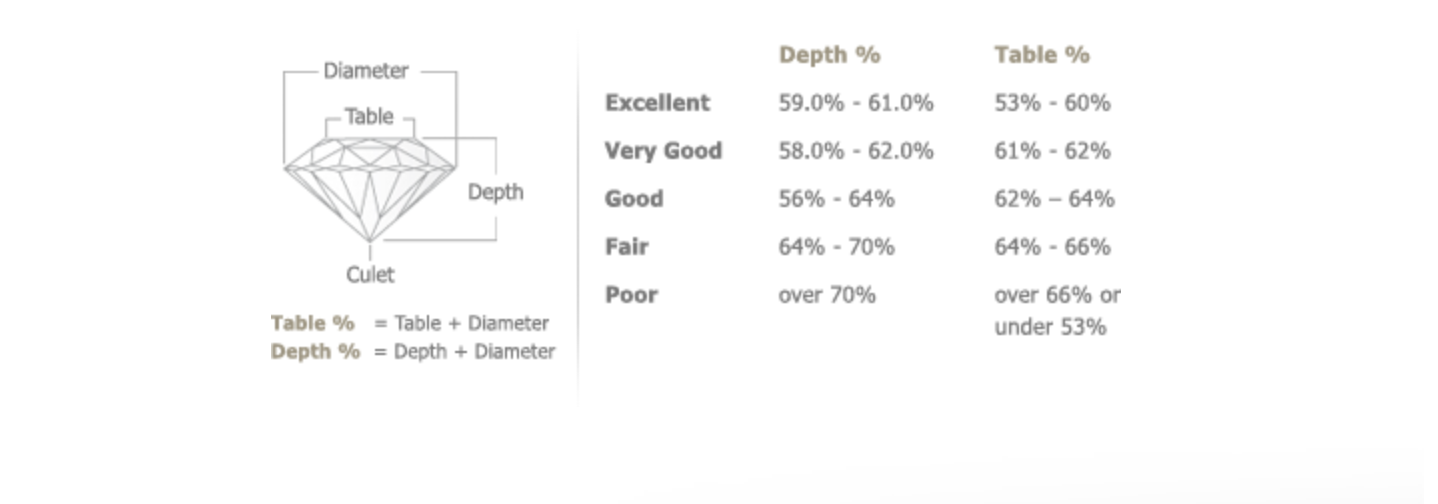 Diameter
Table
Depth
Culet
Table % = Table + Diameter
Depth % = Depth + Diameter
Depth % Table %
Excellent 59.0% - 61.0% 53% - 60%
Very Good 58.0% - 62.0% 61% - 62%
Good 56% - 64% 62% – 64%
Fair 64% - 70% 64% - 66%
Poor over 70% over 66% or
under 53%